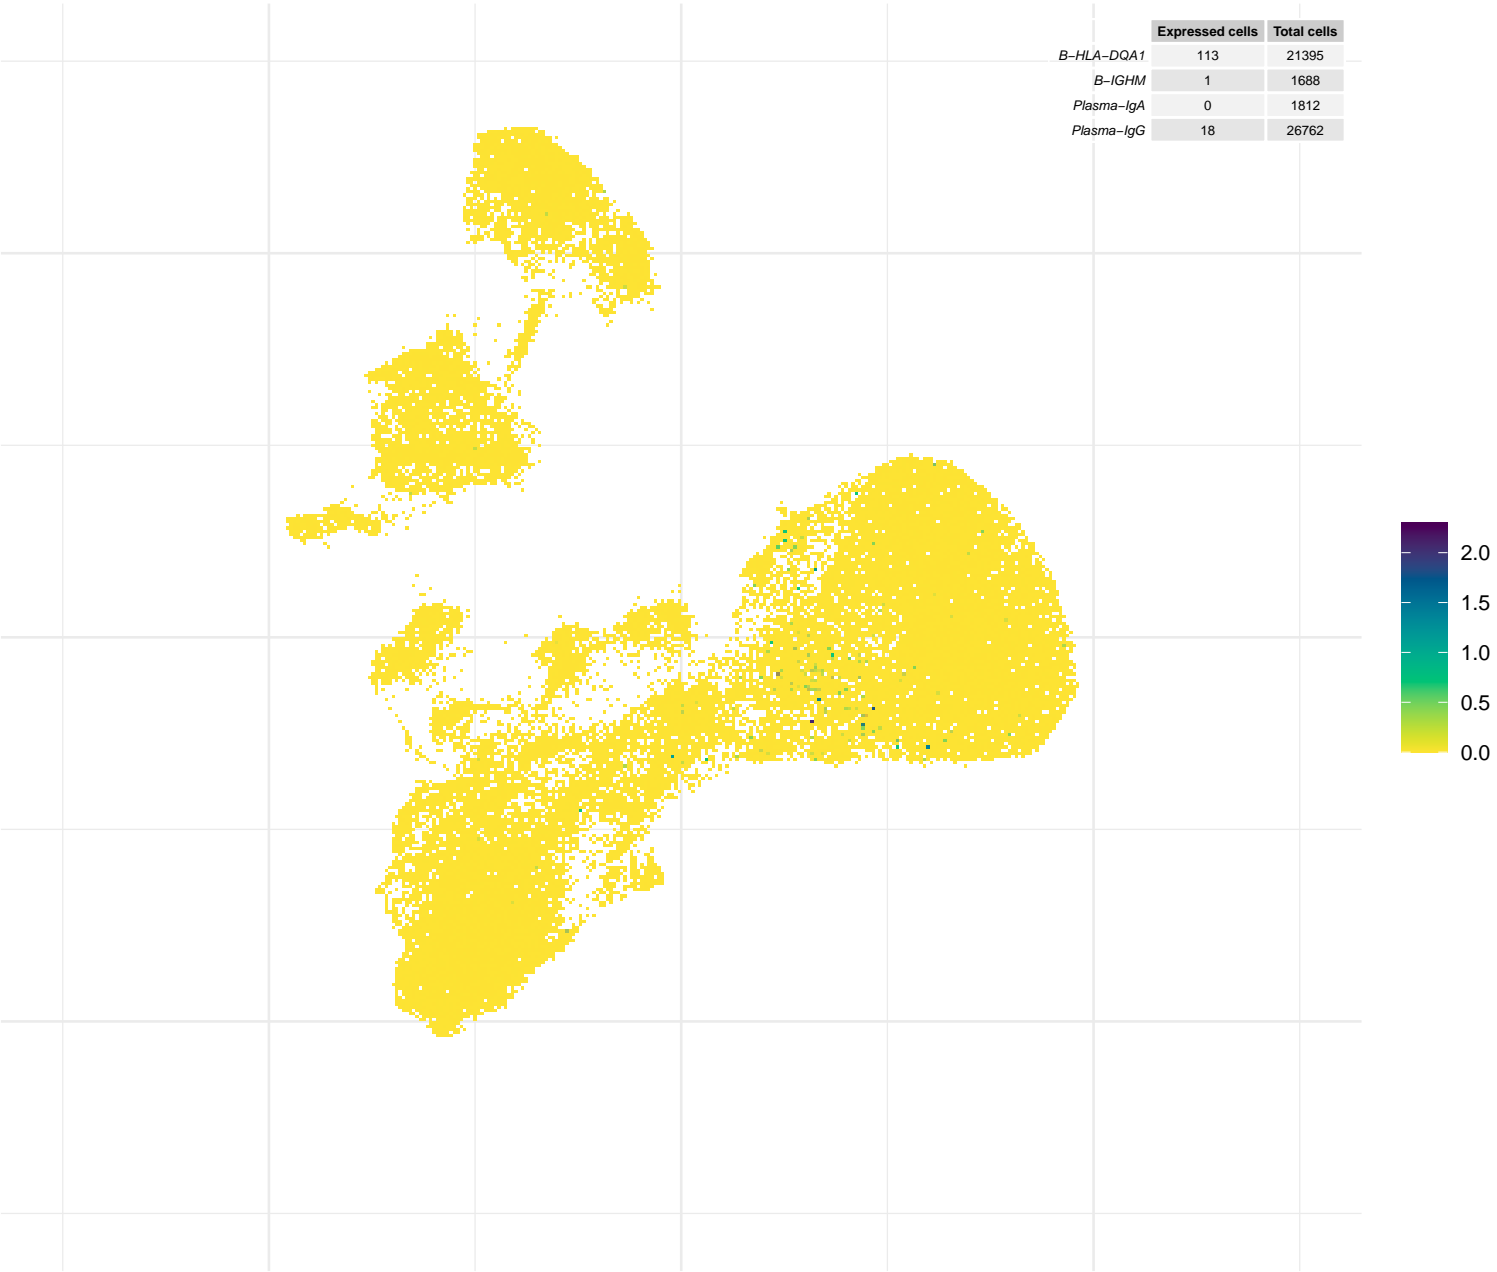 Expressed cells Total cells
B−HLA−DQA1 113 21395
B−IGHM 1 1688
Plasma−IgA 0 1812
Plasma−IgG 18 26762
2.0
1.5
1.0
0.5
0.0